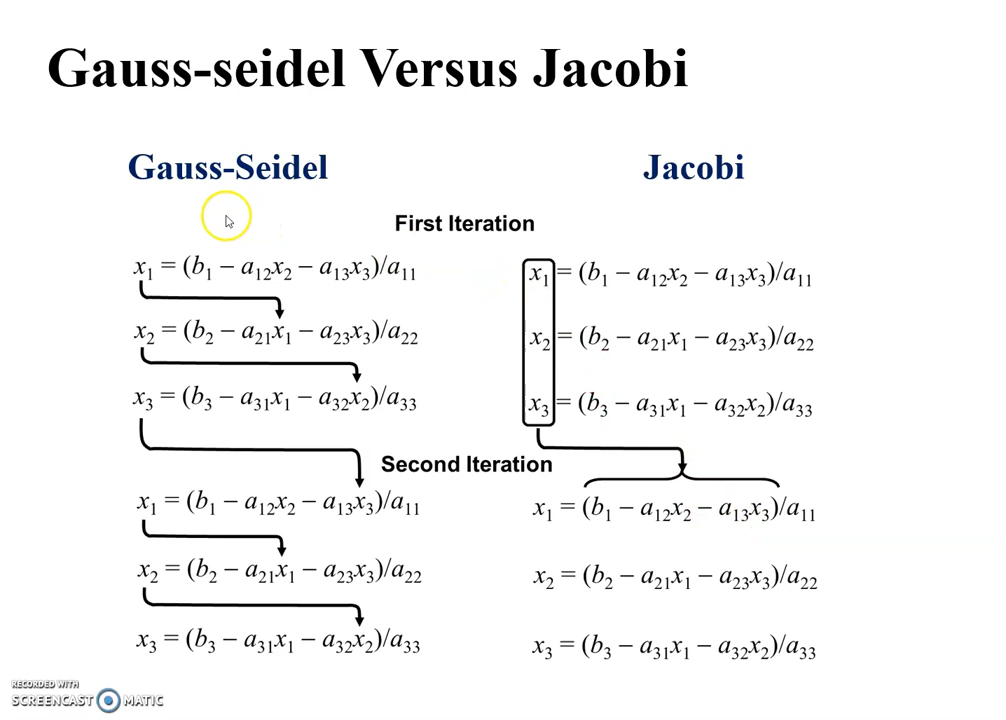 Gauss-seidel Versus Jacobi
Gauss-Seidel
Jacobi
First Iteration
x₁ = (b₁ − a₁₂x₂ − a₁₃x₃)/a₁₁
x₂ = (b₂ − a₂₁x₁ − a₂₃x₃)/a₂₂
x₃ = (b₃ − a₃₁x₁ − a₃₂x₂)/a₃₃
x₁ = (b₁ − a₁₂x₂ − a₁₃x₃)/a₁₁
x₂ = (b₂ − a₂₁x₁ − a₂₃x₃)/a₂₂
x₃ = (b₃ − a₃₁x₁ − a₃₂x₂)/a₃₃
Second Iteration
x₁ = (b₁ − a₁₂x₂ − a₁₃x₃)/a₁₁
x₂ = (b₂ − a₂₁x₁ − a₂₃x₃)/a₂₂
x₃ = (b₃ − a₃₁x₁ − a₃₂x₂)/a₃₃
x₁ = (b₁ − a₁₂x₂ − a₁₃x₃)/a₁₁
x₂ = (b₂ − a₂₁x₁ − a₂₃x₃)/a₂₂
x₃ = (b₃ − a₃₁x₁ − a₃₂x₂)/a₃₃
RECORDED WITH
SCREENCAST MATIC